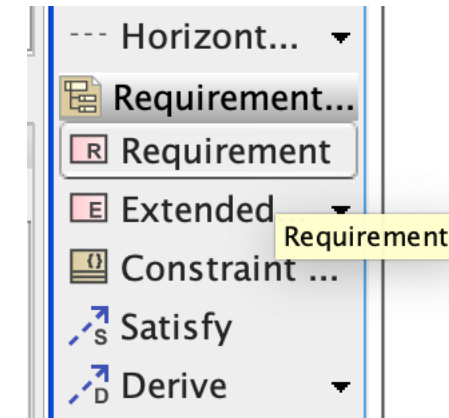 Horizont...
Requirement...
R Requirement
E Extended...
Requirement
{} Constraint ...
S Satisfy
D Derive